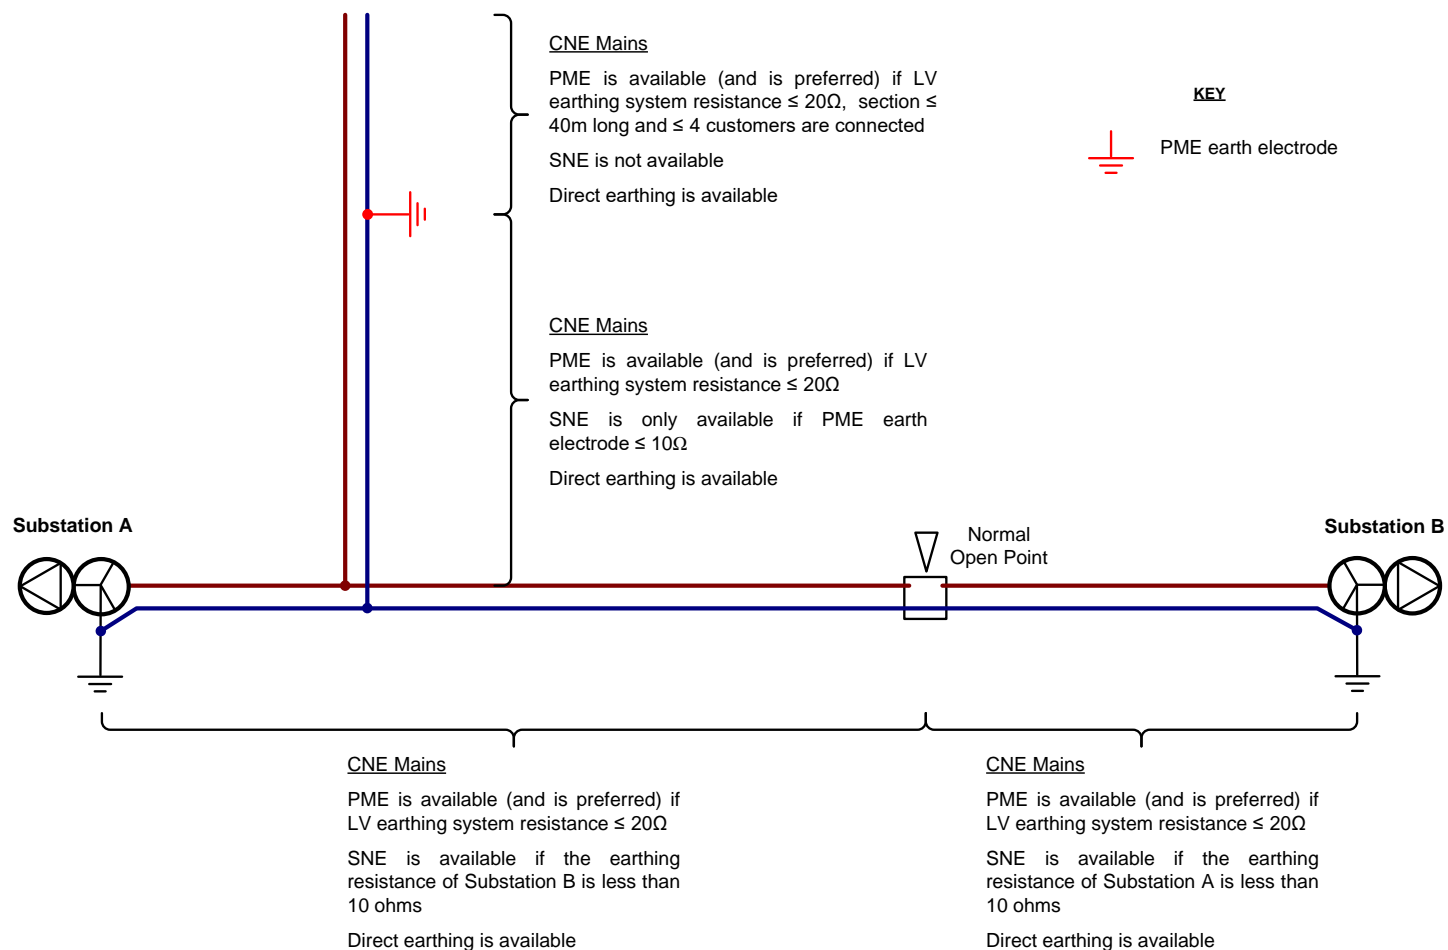 CNE Mains
PME is available (and is preferred) if LV
earthing system resistance ≤ 20Ω, section ≤
40m long and ≤ 4 customers are connected
SNE is not available
Direct earthing is available
KEY
PME earth electrode
CNE Mains
PME is available (and is preferred) if LV
earthing system resistance ≤ 20Ω
SNE is only available if PME earth
electrode ≤ 10Ω
Direct earthing is available
Substation A
Normal
Open Point
Substation B
CNE Mains
PME is available (and is preferred) if
LV earthing system resistance ≤ 20Ω
SNE is available if the earthing
resistance of Substation B is less than
10 ohms
Direct earthing is available
CNE Mains
PME is available (and is preferred) if
LV earthing system resistance ≤ 20Ω
SNE is available if the earthing
resistance of Substation A is less than
10 ohms
Direct earthing is available